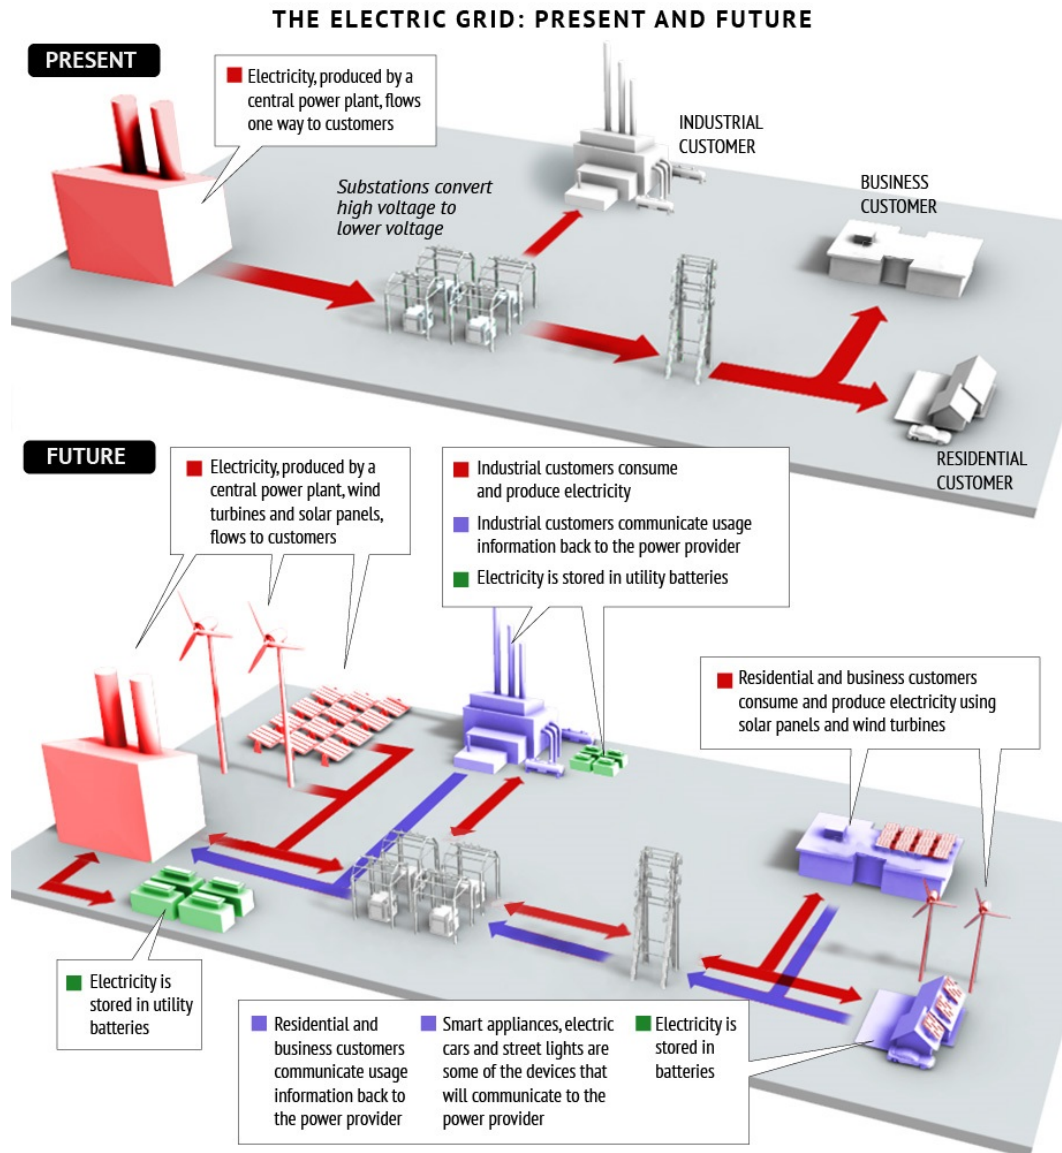 THE ELECTRIC GRID: PRESENT AND FUTURE
PRESENT
Electricity, produced by a
central power plant, flows
one way to customers
Substations convert
high voltage to
lower voltage
INDUSTRIAL
CUSTOMER
BUSINESS
CUSTOMER
RESIDENTIAL
CUSTOMER
FUTURE
Electricity, produced by a
central power plant, wind
turbines and solar panels,
flows to customers
Industrial customers consume
and produce electricity
Industrial customers communicate usage
information back to the power provider
Electricity is stored in utility batteries
Residential and business customers
consume and produce electricity using
solar panels and wind turbines
Electricity is
stored in utility
batteries
Residential and
business customers
communicate usage
information back to
the power provider
Smart appliances, electric
cars and street lights are
some of the devices that
will communicate to the
power provider
Electricity is
stored in
batteries